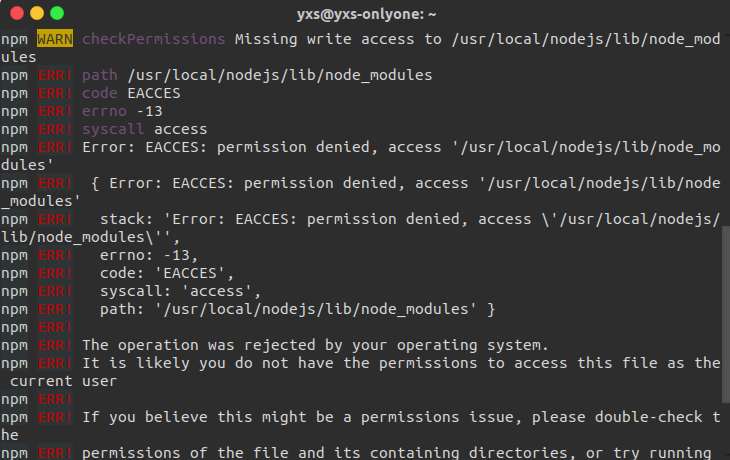 yxs@yxs-onlyone: ~
npm WARN checkPermissions Missing write access to /usr/local/nodejs/lib/node_mod
ules
npm ERR! path /usr/local/nodejs/lib/node_modules
npm ERR! code EACCES
npm ERR! errno -13
npm ERR! syscall access
npm ERR! Error: EACCES: permission denied, access '/usr/local/nodejs/lib/node_mo
dules'
npm ERR!  { Error: EACCES: permission denied, access '/usr/local/nodejs/lib/node
_modules'
npm ERR!   stack: 'Error: EACCES: permission denied, access \'/usr/local/nodejs/
lib/node_modules\'',
npm ERR!   errno: -13,
npm ERR!   code: 'EACCES',
npm ERR!   syscall: 'access',
npm ERR!   path: '/usr/local/nodejs/lib/node_modules' }
npm ERR!
npm ERR! The operation was rejected by your operating system.
npm ERR! It is likely you do not have the permissions to access this file as the
 current user
npm ERR!
npm ERR! If you believe this might be a permissions issue, please double-check t
he
npm ERR! permissions of the file and its containing directories, or try running